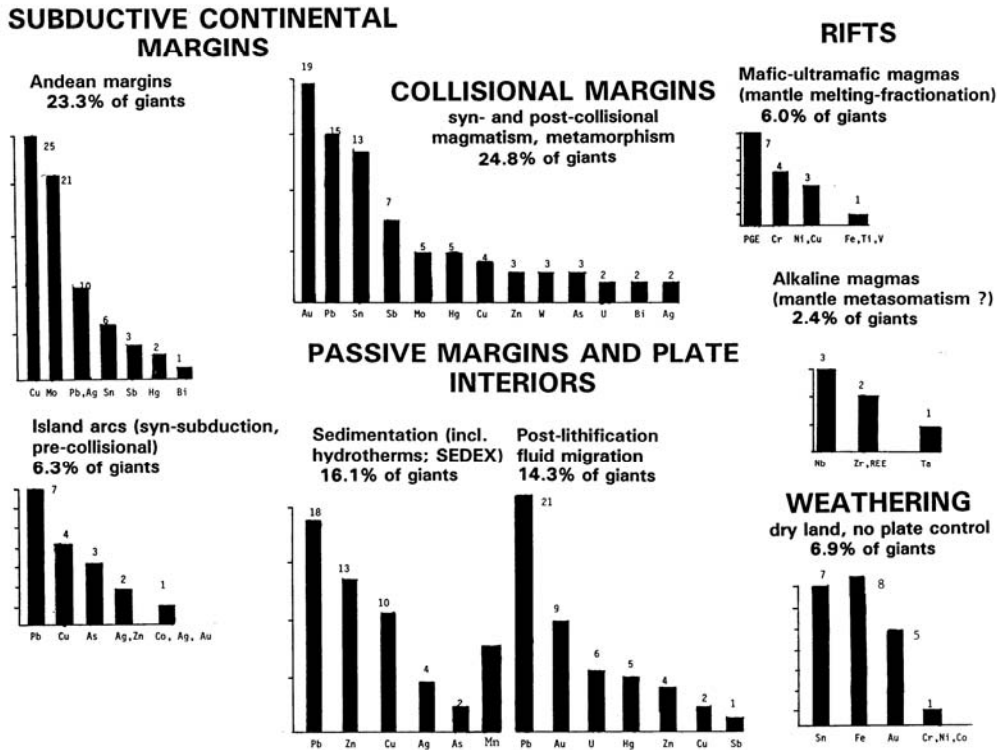 SUBDUCTIVE CONTINENTAL
MARGINS
Andean margins
23.3% of giants
25
21
10
6
3
2
1
Cu Mo Pb,Ag Sn Sb Hg Bi
Island arcs (syn-subduction,
pre-collisional)
6.3% of giants
7
4
3
2
1
Pb Cu As Ag,Zn Co, Ag, Au
COLLISIONAL MARGINS
syn- and post-collisional
magmatism, metamorphism
24.8% of giants
19
15
13
7
5
5
4
3
3
3
2
2
2
Au Pb Sn Sb Mo Hg Cu Zn W As U Bi Ag
PASSIVE MARGINS AND PLATE
INTERIORS
Sedimentation (incl.
hydrotherms; SEDEX)
16.1% of giants
18
13
10
4
2
Pb Zn Cu Ag As Mn
Post-lithification
fluid migration
14.3% of giants
21
9
6
5
4
2
1
Pb Au U Hg Zn Cu Sb
RIFTS
Mafic-ultramafic magmas
(mantle melting-fractionation)
6.0% of giants
7
4
3
1
PGE Cr Ni,Cu Fe,Ti,V
Alkaline magmas
(mantle metasomatism ?)
2.4% of giants
3
2
1
Nb Zr,REE Ta
WEATHERING
dry land, no plate control
6.9% of giants
7
8
5
1
Sn Fe Au Cr,Ni,Co